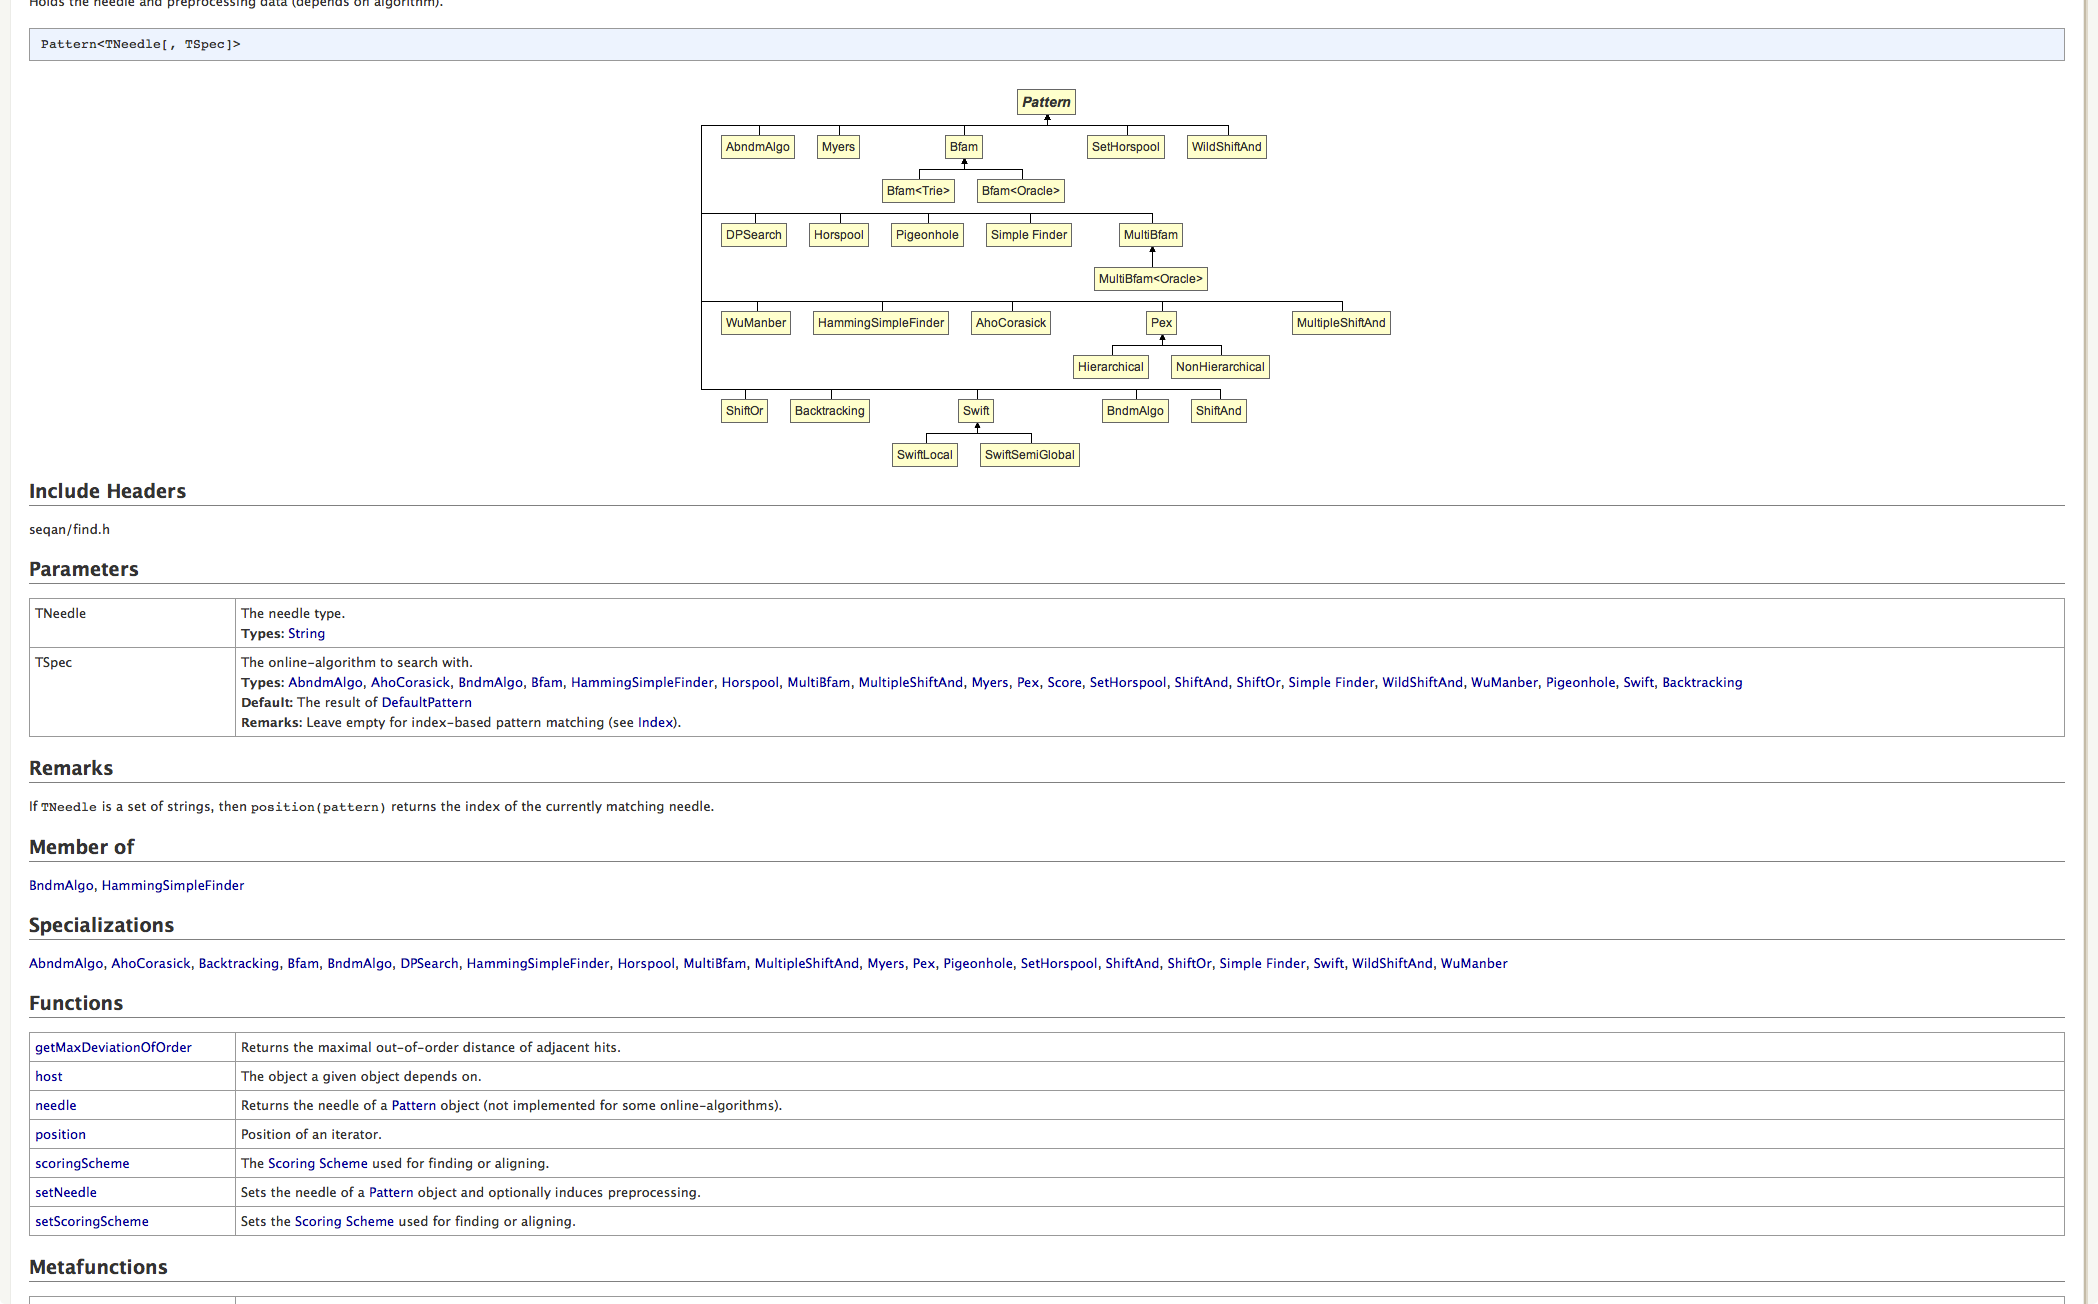 Holds the needle and preprocessing data (depends on algorithm).
Pattern<TNeedle[, TSpec]>
Pattern
AbndmAlgo Myers Bfam SetHorspool WildShiftAnd
Bfam<Trie> Bfam<Oracle>
DPSearch Horspool Pigeonhole Simple Finder MultiBfam
MultiBfam<Oracle>
WuManber HammingSimpleFinder AhoCorasick Pex MultipleShiftAnd
Hierarchical NonHierarchical
ShiftOr Backtracking Swift BndmAlgo ShiftAnd
SwiftLocal SwiftSemiGlobal
Include Headers
seqan/find.h
Parameters
TNeedle The needle type.
Types: String
TSpec The online-algorithm to search with.
Types: AbndmAlgo, AhoCorasick, BndmAlgo, Bfam, HammingSimpleFinder, Horspool, MultiBfam, MultipleShiftAnd, Myers, Pex, Score, SetHorspool, ShiftAnd, ShiftOr, Simple Finder, WildShiftAnd, WuManber, Pigeonhole, Swift, Backtracking
Default: The result of DefaultPattern
Remarks: Leave empty for index-based pattern matching (see Index).
Remarks
If TNeedle is a set of strings, then position(pattern) returns the index of the currently matching needle.
Member of
BndmAlgo, HammingSimpleFinder
Specializations
AbndmAlgo, AhoCorasick, Backtracking, Bfam, BndmAlgo, DPSearch, HammingSimpleFinder, Horspool, MultiBfam, MultipleShiftAnd, Myers, Pex, Pigeonhole, SetHorspool, ShiftAnd, ShiftOr, Simple Finder, Swift, WildShiftAnd, WuManber
Functions
getMaxDeviationOfOrder Returns the maximal out-of-order distance of adjacent hits.
host The object a given object depends on.
needle Returns the needle of a Pattern object (not implemented for some online-algorithms).
position Position of an iterator.
scoringScheme The Scoring Scheme used for finding or aligning.
setNeedle Sets the needle of a Pattern object and optionally induces preprocessing.
setScoringScheme Sets the Scoring Scheme used for finding or aligning.
Metafunctions